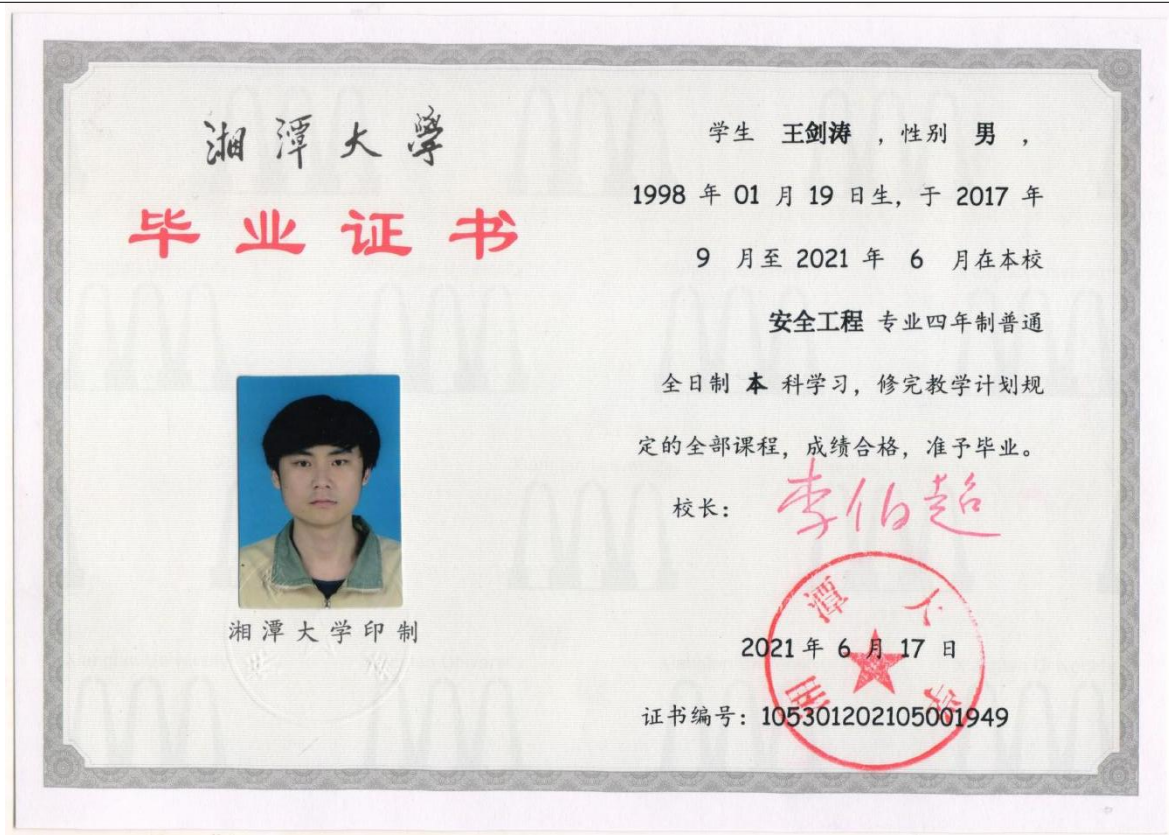 湘潭大學
毕业证书
湘潭大学印制
学生 王剑涛 ，性别 男 ，
1998 年 01 月 19 日生，于 2017 年
9 月至 2021 年 6 月在本校
安全工程 专业四年制普通
全日制 本 科学习，修完教学计划规
定的全部课程，成绩合格，准予毕业。
校长： 李伯超
湘潭大学
2021 年 6 月 17 日
证书编号：105301202105001949